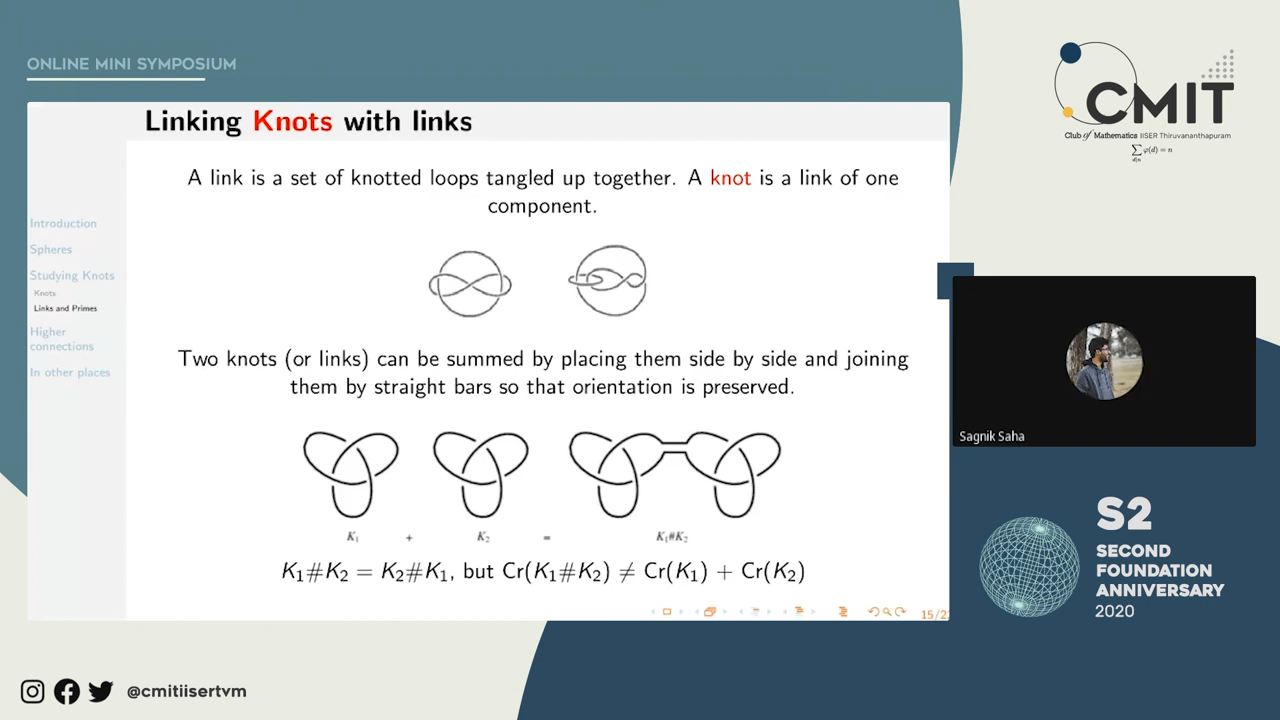 ONLINE MINI SYMPOSIUM
CMIT
Club of Mathematics IISER Thiruvananthapuram
∑ φ(d) = n
d|n
Linking Knots with links
A link is a set of knotted loops tangled up together. A knot is a link of one
component.
Introduction
Spheres
Studying Knots
Knots
Links and Primes
Higher
connections
In other places
Two knots (or links) can be summed by placing them side by side and joining
them by straight bars so that orientation is preserved.
K₁ + K₂ = K₁#K₂
K₁#K₂ = K₂#K₁, but Cr(K₁#K₂) ≠ Cr(K₁) + Cr(K₂)
Sagnik Saha
S2
SECOND
FOUNDATION
ANNIVERSARY
2020
@cmitiisertvm